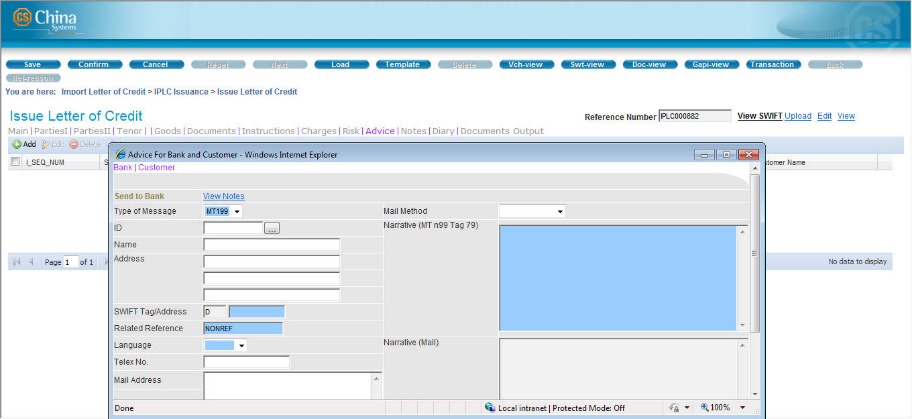 CS China
Systems
CS
Save Confirm Cancel Reset Next Load Template Delete Vch-view Swt-view Doc-view Gapi-view Transaction Back
Rej-reason
You are here: Import Letter of Credit > IPLC Issuance > Issue Letter of Credit
Issue Letter of Credit
Reference Number IPLC000882 View SWIFT Upload Edit View
Main | PartiesI | PartiesII | Tenor | | Goods | Documents | Instructions | Charges | Risk | Advice | Notes | Diary | Documents Output
Add Edit Delete
I_SEQ_NUM S tomer Name
Advice For Bank and Customer - Windows Internet Explorer
Bank | Customer
Send to Bank View Notes
Type of Message MT199 Mail Method
ID ... Narrative (MT n99 Tag 79)
Name
Address
Page 1 of 1 No data to display
SWIFT Tag/Address D
Related Reference NONREF
Language Narrative (Mail)
Telex No.
Mail Address
Done Local intranet | Protected Mode: Off 100%